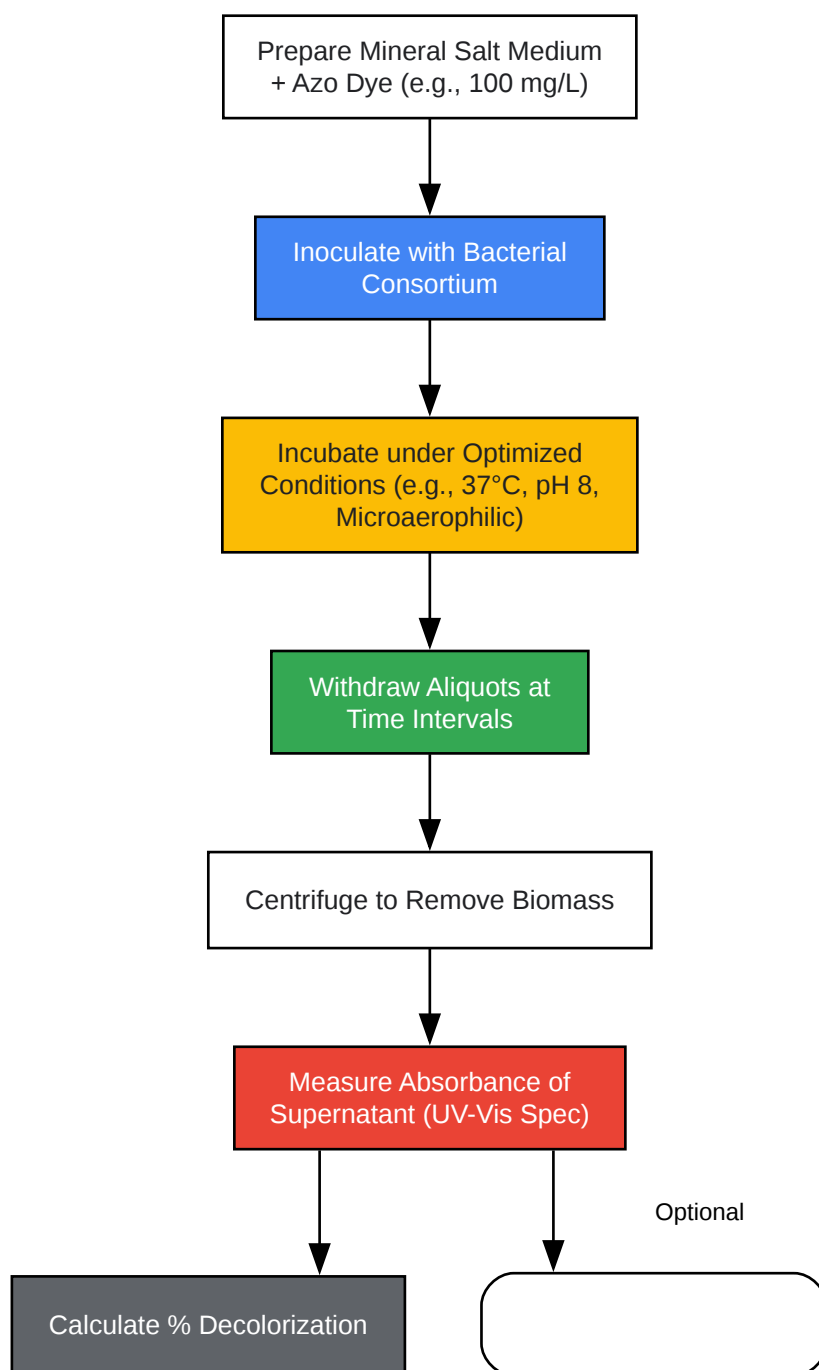 Prepare Mineral Salt Medium
+ Azo Dye (e.g., 100 mg/L)
Inoculate with Bacterial
Consortium
Incubate under Optimized
Conditions (e.g., 37°C, pH 8,
Microaerophilic)
Withdraw Aliquots at
Time Intervals
Centrifuge to Remove Biomass
Measure Absorbance of
Supernatant (UV-Vis Spec)
Optional
Calculate % Decolorization